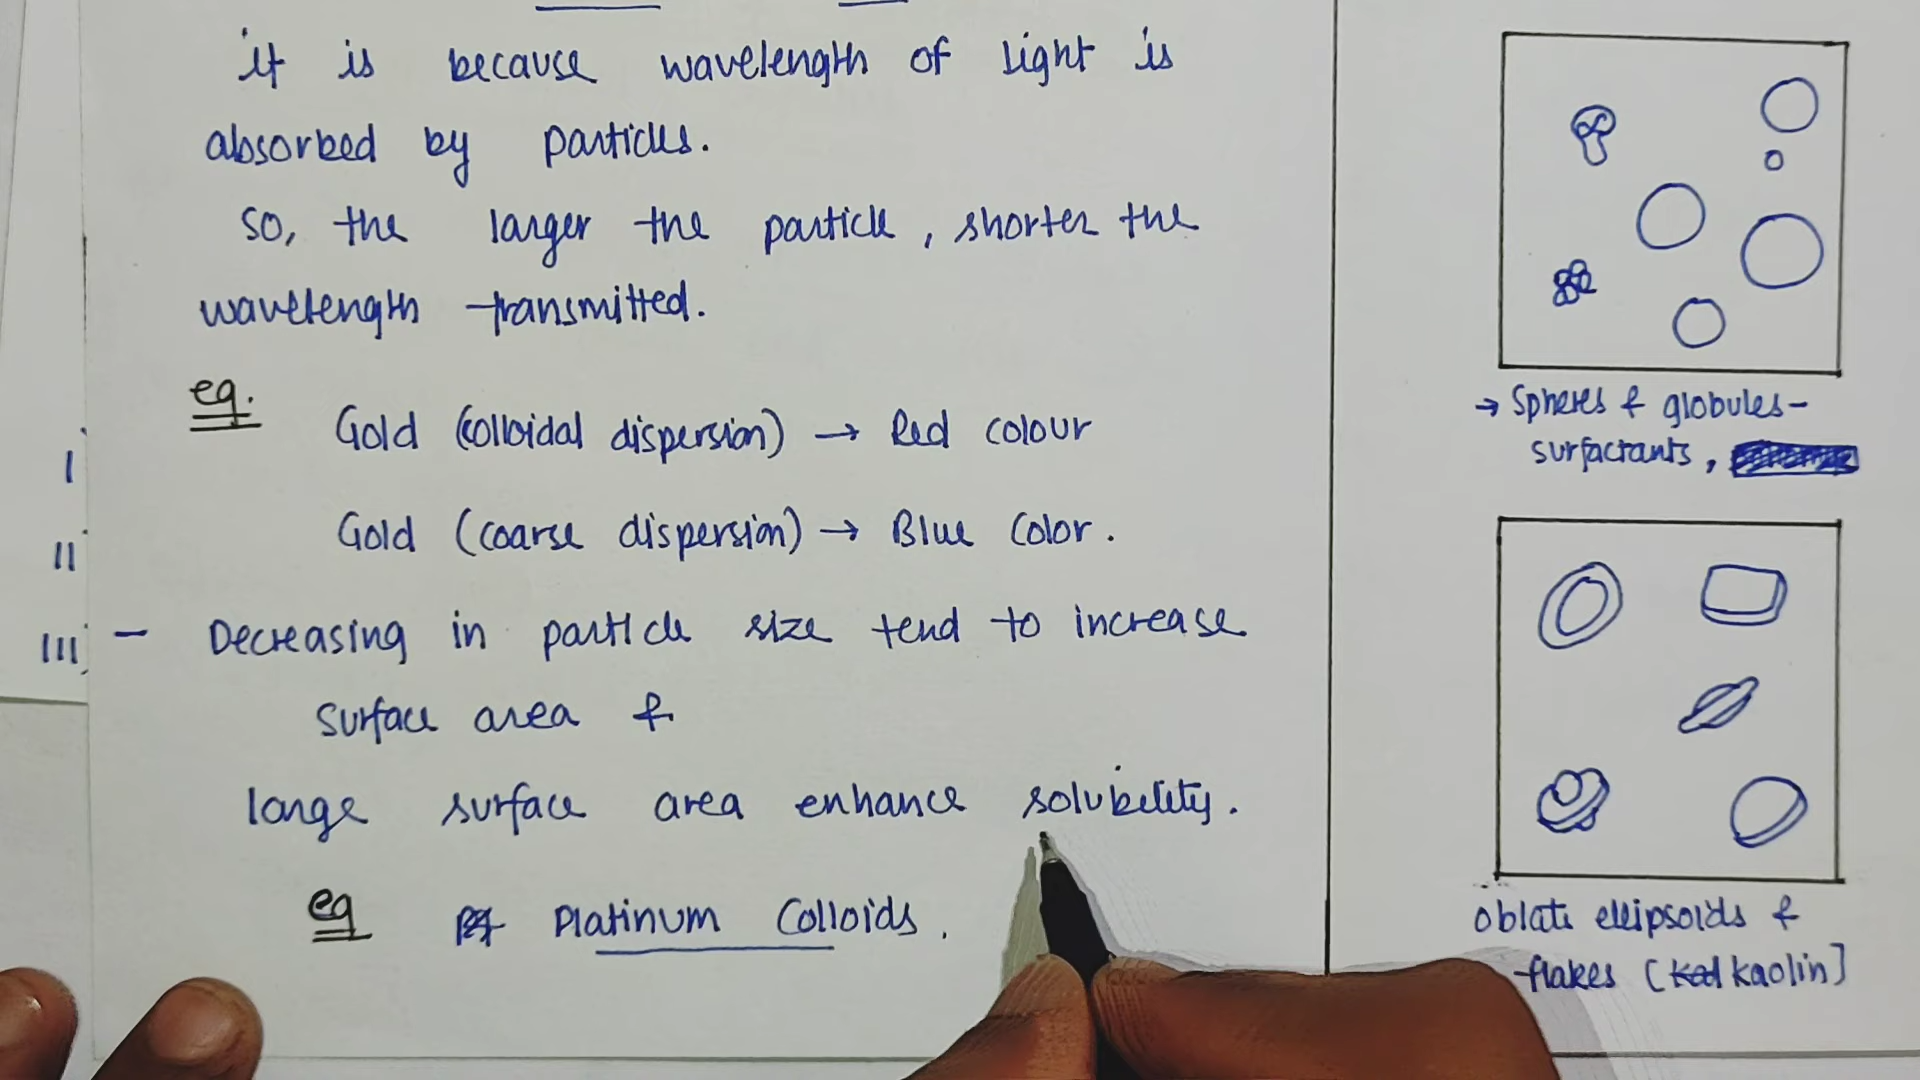 it is because wavelength of light is
absorbed by particles.
so, the larger the particle, shorter the
wavelength transmitted.
eg. Gold (colloidal dispersion) → Red colour
Gold (coarse dispersion) → Blue color.
I
II
III
- Decreasing in particle size tend to increase
surface area &
large surface area enhance solubility.
eg Platinum Colloids.
→ Spheres & globules-
surfactants,
oblate ellipsoids &
flakes (kaolin]